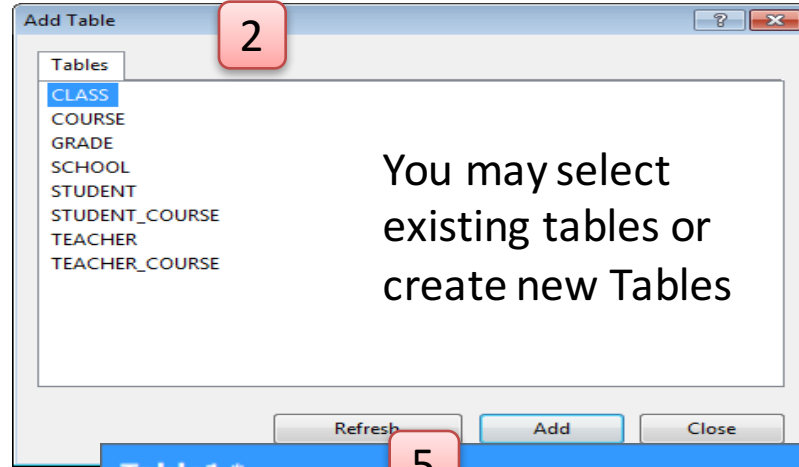 Add Table
2
Tables
CLASS
COURSE
GRADE
SCHOOL
STUDENT
STUDENT_COURSE
TEACHER
TEACHER_COURSE
You may select
existing tables or
create new Tables
Refresh
Add
Close
5